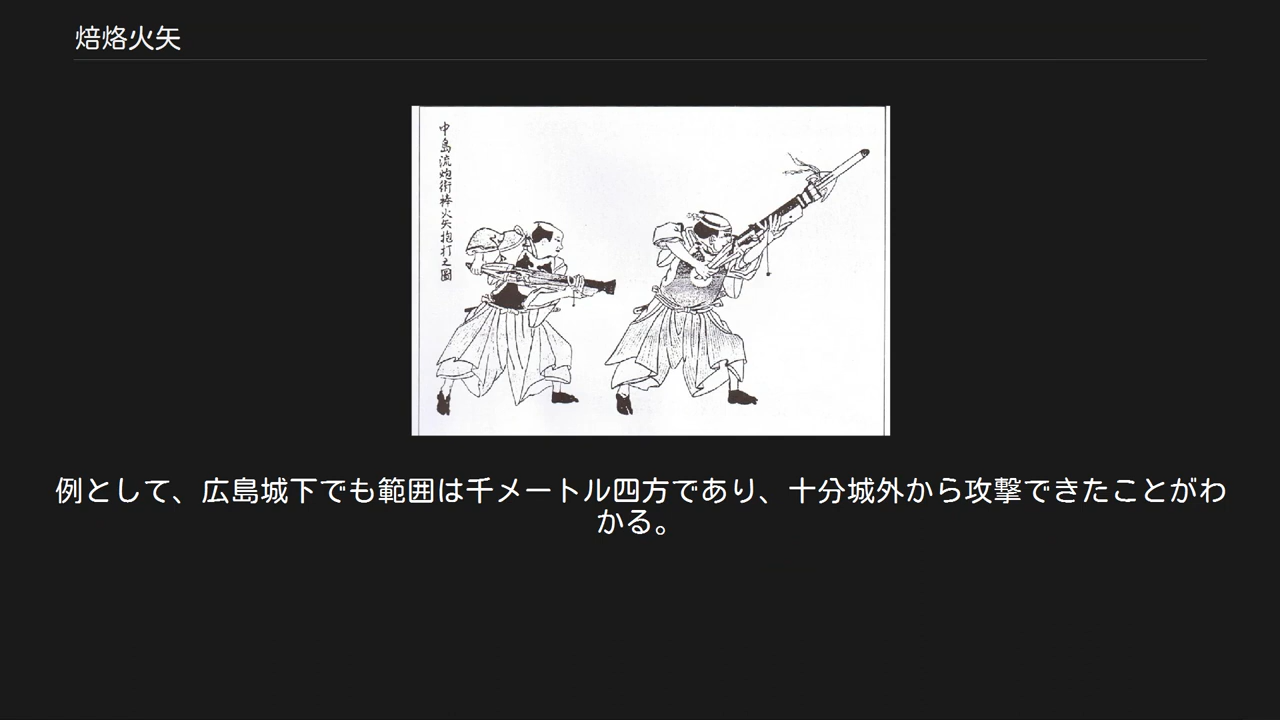 焙烙火矢
中島流炮術棒火矢抱打之圖
例として、広島城下でも範囲は千メートル四方であり、十分城外から攻撃できたことがわ
かる。